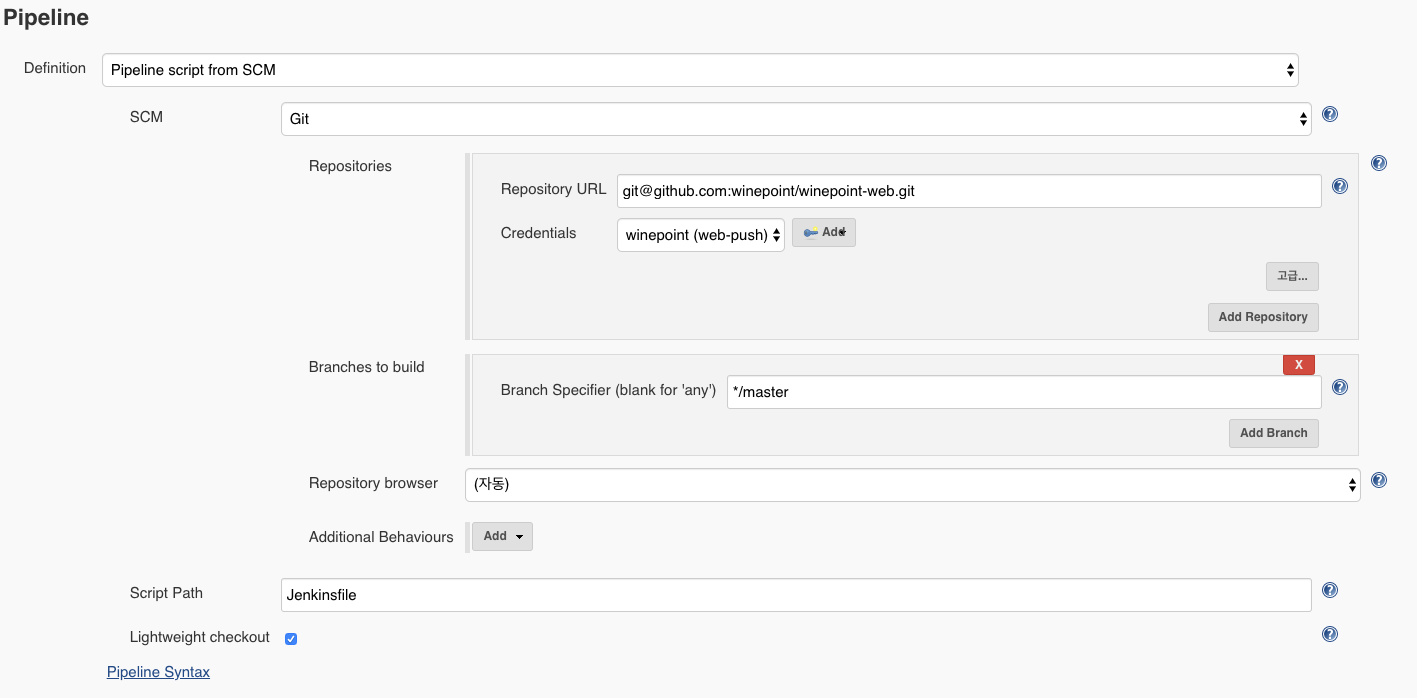 Pipeline
Definition
Pipeline script from SCM
SCM
Git
Repositories
Repository URL
git@github.com:winepoint/winepoint-web.git
Credentials
winepoint (web-push)
Add
고급...
Add Repository
Branches to build
X
Branch Specifier (blank for 'any')
*/master
Add Branch
Repository browser
(자동)
Additional Behaviours
Add
Script Path
Jenkinsfile
Lightweight checkout
Pipeline Syntax